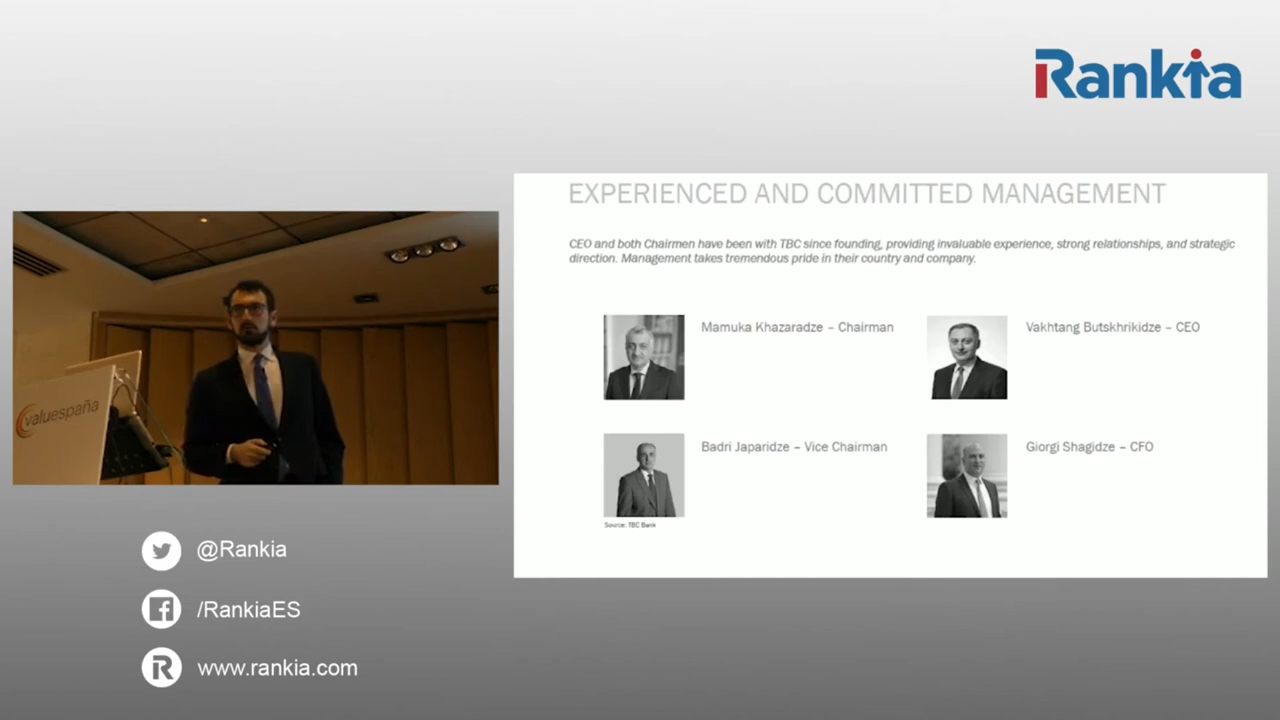 Rankia
EXPERIENCED AND COMMITTED MANAGEMENT
CEO and both Chairmen have been with TBC since founding, providing invaluable experience, strong relationships, and strategic
direction. Management takes tremendous pride in their country and company.
Mamuka Khazaradze – Chairman
Vakhtang Butskhrikidze – CEO
Badri Japaridze – Vice Chairman
Giorgi Shagidze – CFO
Source: TBC Bank
valuespaña
@Rankia
/RankiaES
www.rankia.com